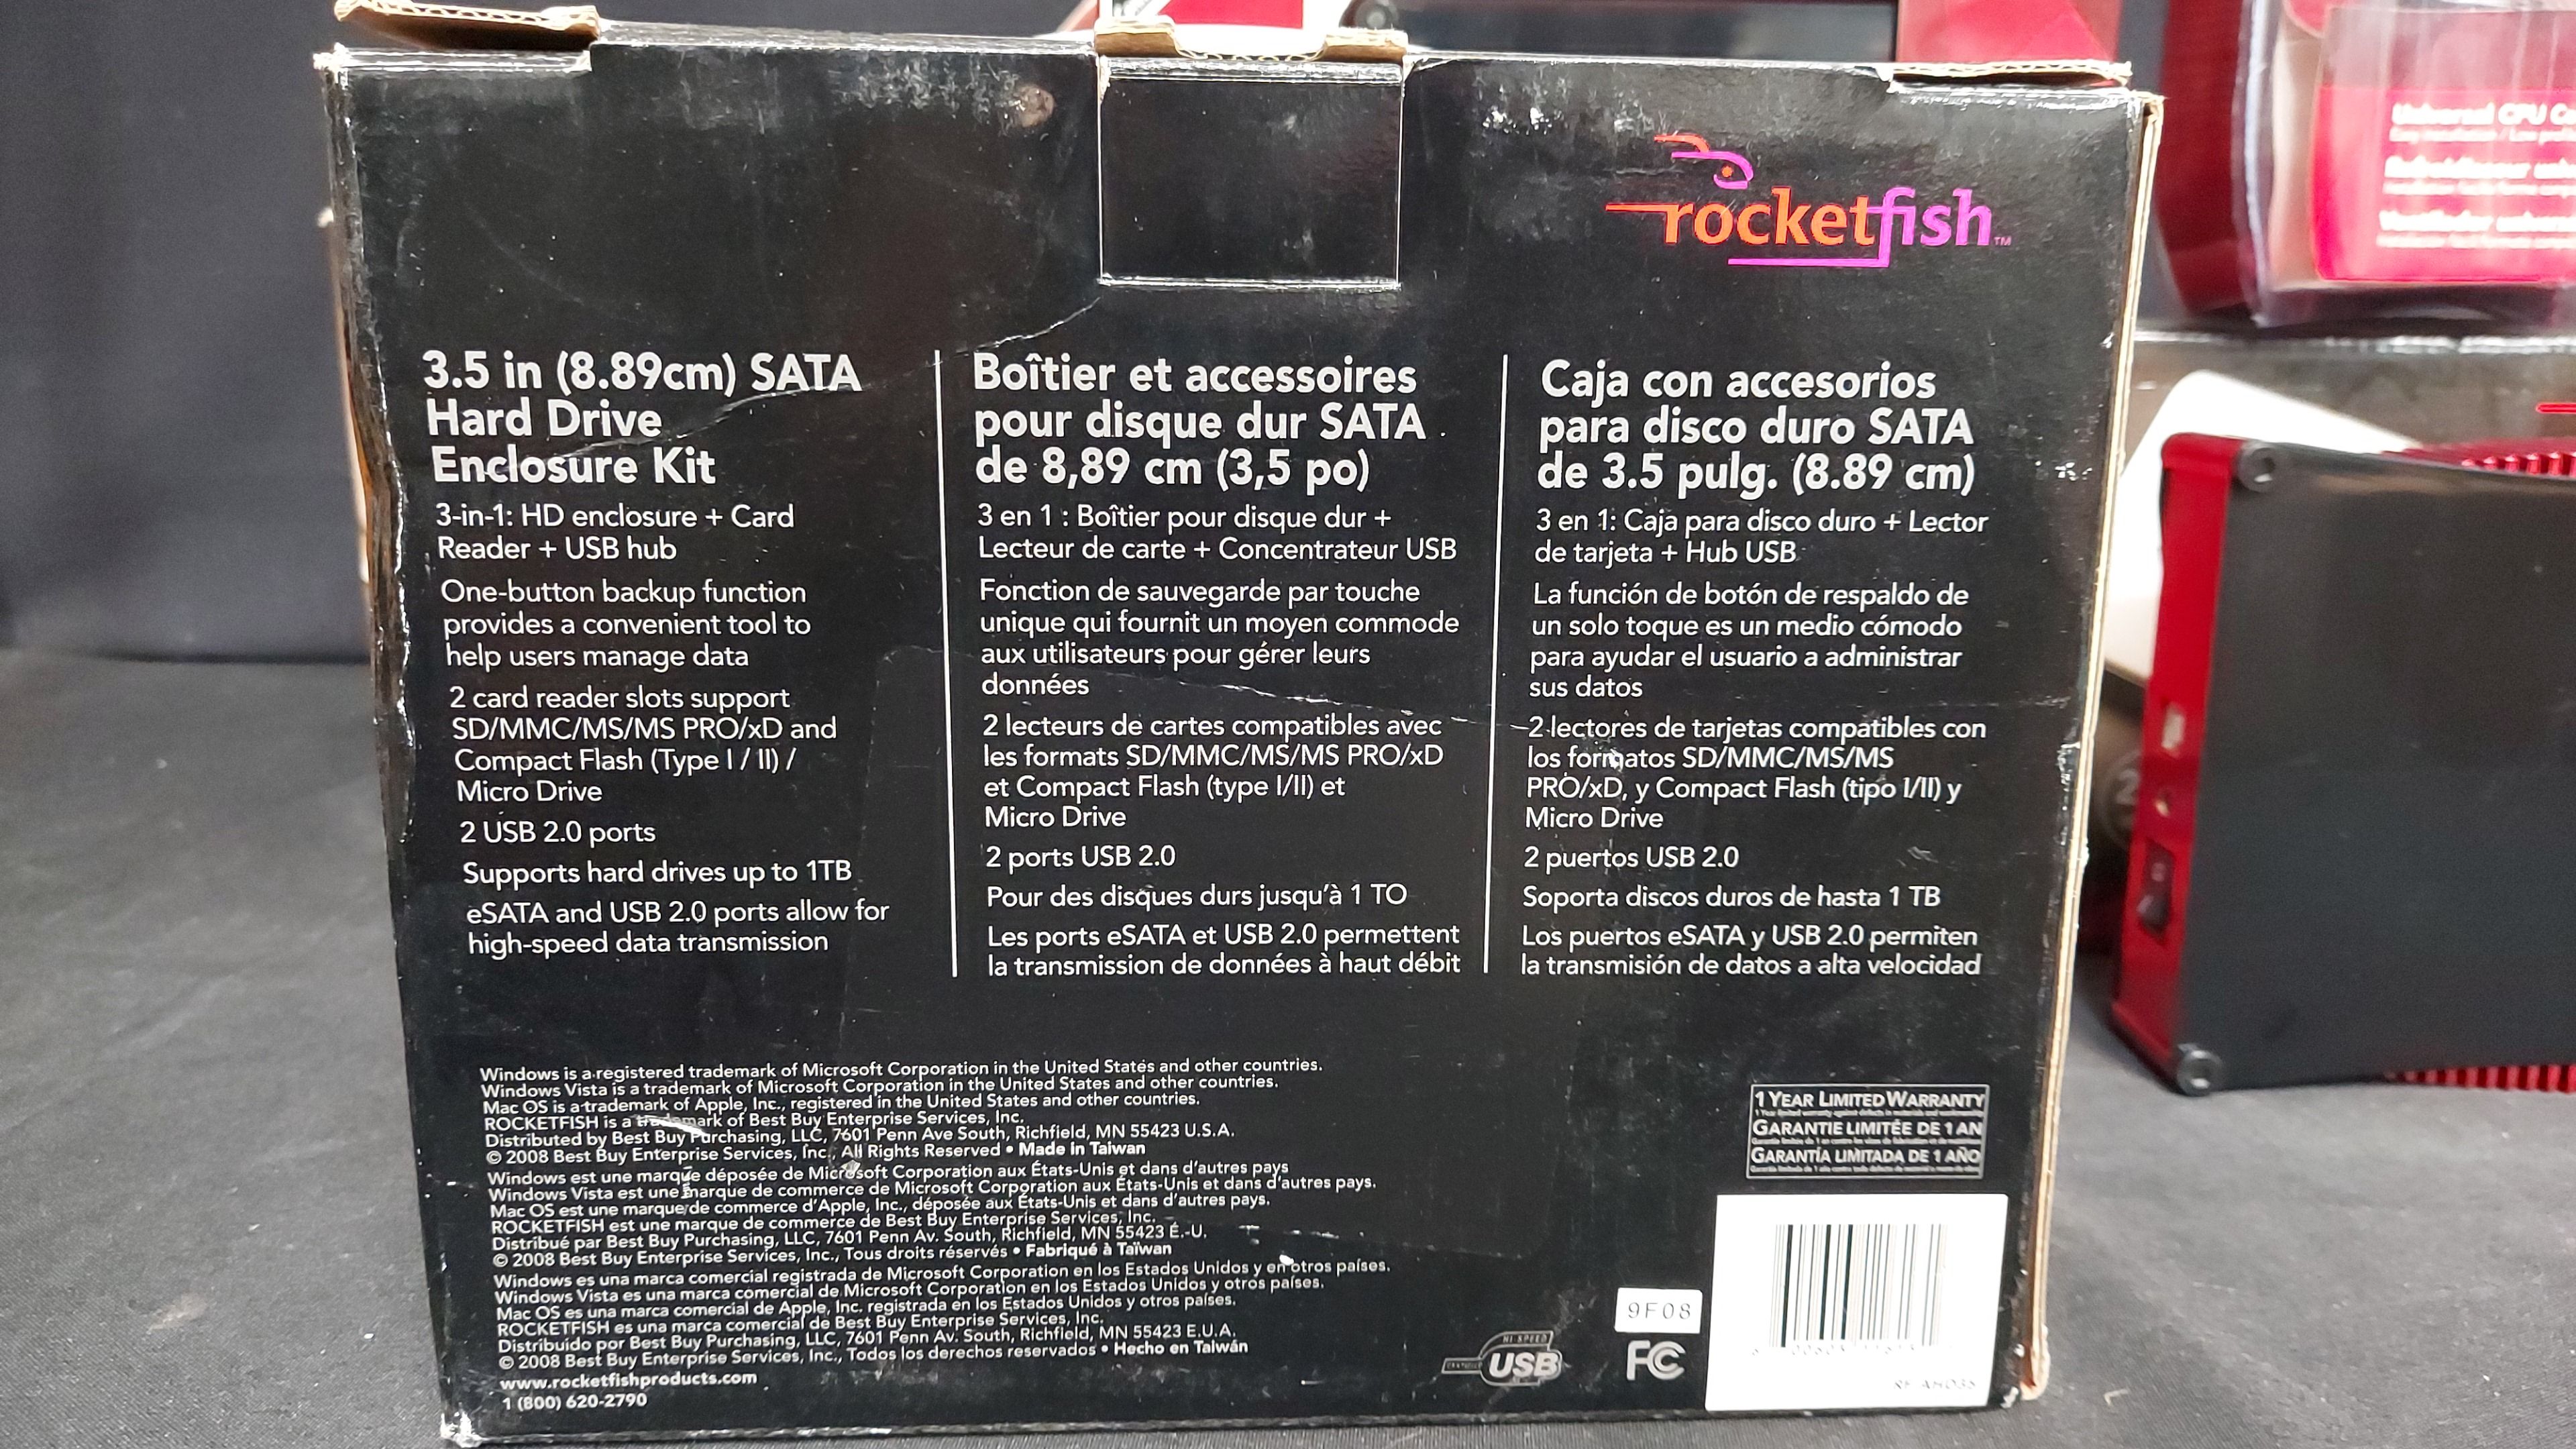 rocketfish™
3.5 in (8.89cm) SATA
Hard Drive
Enclosure Kit
3-in-1: HD enclosure + Card
Reader + USB hub
One-button backup function
provides a convenient tool to
help users manage data
2 card reader slots support
SD/MMC/MS/MS PRO/xD and
Compact Flash (Type I / II) /
Micro Drive
2 USB 2.0 ports
Supports hard drives up to 1TB
eSATA and USB 2.0 ports allow for
high-speed data transmission
Boîtier et accessoires
pour disque dur SATA
de 8,89 cm (3,5 po)
3 en 1 : Boîtier pour disque dur +
Lecteur de carte + Concentrateur USB
Fonction de sauvegarde par touche
unique qui fournit un moyen commode
aux utilisateurs pour gérer leurs
données
2 lecteurs de cartes compatibles avec
les formats SD/MMC/MS/MS PRO/xD
et Compact Flash (type I/II) et
Micro Drive
2 ports USB 2.0
Pour des disques durs jusqu'à 1 TO
Les ports eSATA et USB 2.0 permettent
la transmission de données à haut débit
Caja con accesorios
para disco duro SATA
de 3.5 pulg. (8.89 cm)
3 en 1: Caja para disco duro + Lector
de tarjeta + Hub USB
La función de botón de respaldo de
un solo toque es un medio cómodo
para ayudar el usuario a administrar
sus datos
2 lectores de tarjetas compatibles con
los formatos SD/MMC/MS/MS
PRO/xD, y Compact Flash (tipo I/II) y
Micro Drive
2 puertos USB 2.0
Soporta discos duros de hasta 1 TB
Los puertos eSATA y USB 2.0 permiten
la transmisión de datos a alta velocidad
Windows is a registered trademark of Microsoft Corporation in the United States and other countries.
Windows Vista is a trademark of Microsoft Corporation in the United States and other countries.
Mac OS is a trademark of Apple, Inc., registered in the United States and other countries.
ROCKETFISH is a trademark of Best Buy Enterprise Services, Inc.
Distributed by Best Buy Purchasing, LLC, 7601 Penn Ave South, Richfield, MN 55423 U.S.A.
© 2008 Best Buy Enterprise Services, Inc., All Rights Reserved • Made in Taiwan
Windows est une marque déposée de Microsoft Corporation aux États-Unis et dans d'autres pays
Windows Vista est une marque de commerce de Microsoft Corporation aux États-Unis et dans d'autres pays.
Mac OS est une marque de commerce d'Apple, Inc., déposée aux États-Unis et dans d'autres pays.
ROCKETFISH est une marque de commerce de Best Buy Enterprise Services, Inc.
Distribué par Best Buy Purchasing, LLC, 7601 Penn Av. South, Richfield, MN 55423 É.-U.
© 2008 Best Buy Enterprise Services, Inc., Tous droits réservés • Fabriqué à Taïwan
Windows es una marca comercial registrada de Microsoft Corporation en los Estados Unidos y en otros países.
Windows Vista es una marca comercial de Microsoft Corporation en los Estados Unidos y otros países.
Mac OS es una marca comercial de Apple, Inc. registrada en los Estados Unidos y otros países.
ROCKETFISH es una marca comercial de Best Buy Enterprise Services, Inc.
Distribuido por Best Buy Purchasing, LLC, 7601 Penn Av. South, Richfield, MN 55423 E.U.A.
© 2008 Best Buy Enterprise Services, Inc., Todos los derechos reservados • Hecho en Taiwán
www.rocketfishproducts.com
1 (800) 620-2790
1 YEAR LIMITED WARRANTY
GARANTIE LIMITÉE DE 1 AN
GARANTÍA LIMITADA DE 1 AÑO
9F08
HI-SPEED
USB
FC
Universal CPU